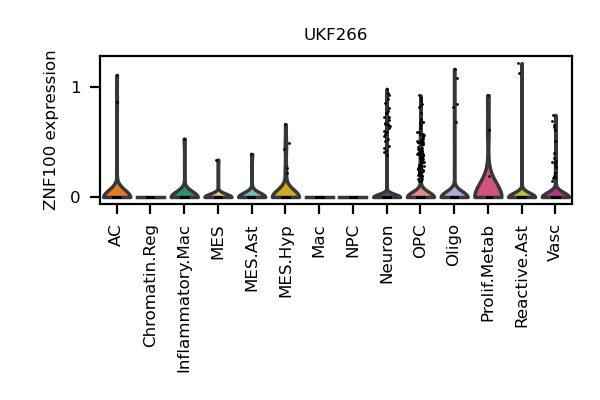 UKF266
ZNF100 expression
1
0
AC
Chromatin.Reg
Inflammatory.Mac
MES
MES.Ast
MES.Hyp
Mac
NPC
Neuron
OPC
Oligo
Prolif.Metab
Reactive.Ast
Vasc